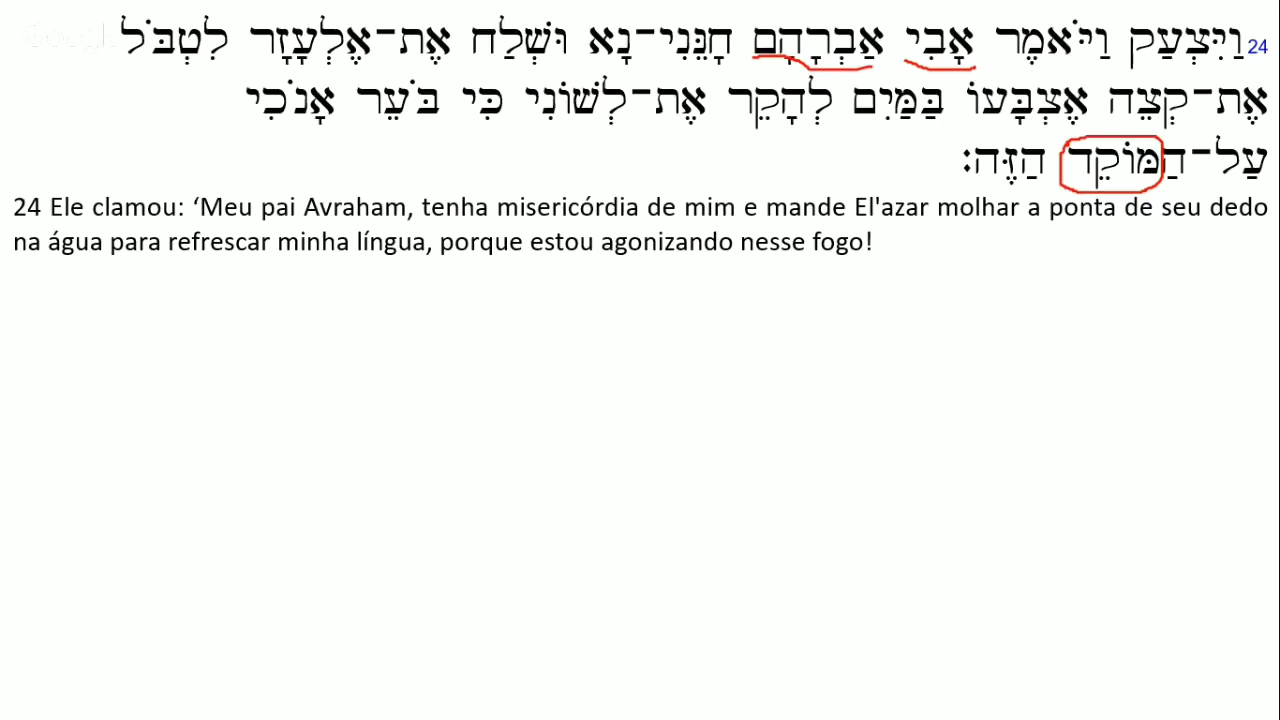 24וַיִּצְעַק וַיֹּאמֶר אָבִי אַבְרָהָם חָנֵּנִי־נָא וּשְׁלַח אֶת־אֶלְעָזָר לִטְבֹּל
אֶת־קְצֵה אֶצְבָּעוֹ בַּמַּיִם לְהָקֵר אֶת־לְשׁוֹנִי כִּי בֹּעֵר אָנֹכִי
עַל־הַמּוֹקֵד הַזֶּה׃
24 Ele clamou: ‘Meu pai Avraham, tenha misericórdia de mim e mande El'azar molhar a ponta de seu dedo
na água para refrescar minha língua, porque estou agonizando nesse fogo!